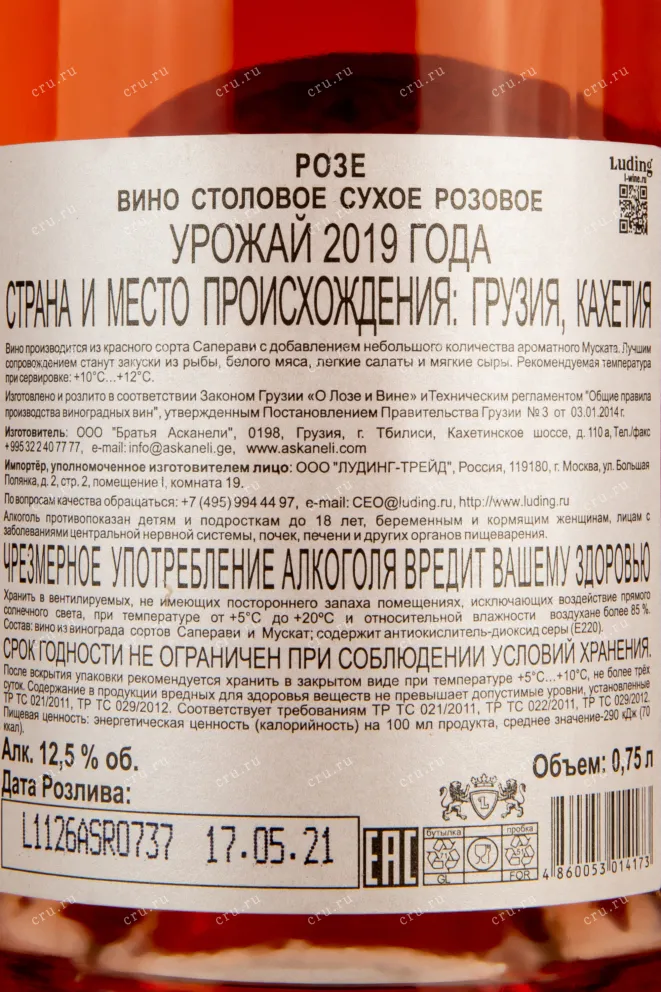 РОЗЕ
Luding
l-wine.ru
ВИНО СТОЛОВОЕ СУХОЕ РОЗОВОЕ
УРОЖАЙ 2019 ГОДА
СТРАНА И МЕСТО ПРОИСХОЖДЕНИЯ: ГРУЗИЯ, КАХЕТИЯ
Вино производится из красного сорта Саперави с добавлением небольшого количества ароматного Муската. Лучшим
сопровождением станут закуски из рыбы, белого мяса, легкие салаты и мягкие сыры. Рекомендуемая температура
при сервировке: +10°С...+12°С.
Изготовлено и розлито в соответствии Законом Грузии «О Лозе и Вине» иТехническим регламентом "Общие правила
производства виноградных вин", утвержденным Постановлением Правительства Грузии №3 от 03.01.2014 г.
Изготовитель: ООО "Братья Асканели", 0198, Грузия, г. Тбилиси, Кахетинское шоссе, д. 110 а, Тел./факс
+995 32 2 40 77 77, e-mail: info@askaneli.ge, www.askaneli.com
Импортёр, уполномоченное изготовителем лицо: ООО "ЛУДИНГ-ТРЕЙД", Россия, 119180, г. Москва, ул. Большая
Полянка, д. 2, стр. 2, помещение I, комната 19.
По вопросам качества обращаться: +7 (495) 994 44 97, e-mail: CEO@luding.ru, http://www.luding.ru
Алкоголь противопоказан детям и подросткам до 18 лет, беременным и кормящим женщинам, лицам с
заболеваниями центральной нервной системы, почек, печени и других органов пищеварения.
ЧРЕЗМЕРНОЕ УПОТРЕБЛЕНИЕ АЛКОГОЛЯ ВРЕДИТ ВАШЕМУ ЗДОРОВЬЮ
Хранить в вентилируемых, не имеющих постороннего запаха помещениях, исключающих воздействие прямого
солнечного света, при температуре от +5°С до +20°С и относительной влажности воздухане более 85 %.
Состав: вино из винограда сортов Саперави и Мускат; содержит антиокислитель-диоксид серы (Е220).
СРОК ГОДНОСТИ НЕ ОГРАНИЧЕН ПРИ СОБЛЮДЕНИИ УСЛОВИЙ ХРАНЕНИЯ.
После вскрытия упаковки рекомендуется хранить в закрытом виде при температуре +5°С...+10°С, не более трёх
суток. Содержание в продукции вредных для здоровья веществ не превышает допустимые уровни, установленные
ТР ТС 021/2011, ТР ТС 029/2012. Соответствует требованиям ТР ТС 021/2011, ТР ТС 022/2011, ТР ТС 029/2012.
Пищевая ценность: энергетическая ценность (калорийность) на 100 мл продукта, среднее значение-290 кДж (70
ккал).
Алк. 12,5 % об.
Объем: 0,75 л
Дата Розлива:
L1126ASR0737 17.05.21
EAC
бутылка
пробка
GL
FOR
4 860053 014173